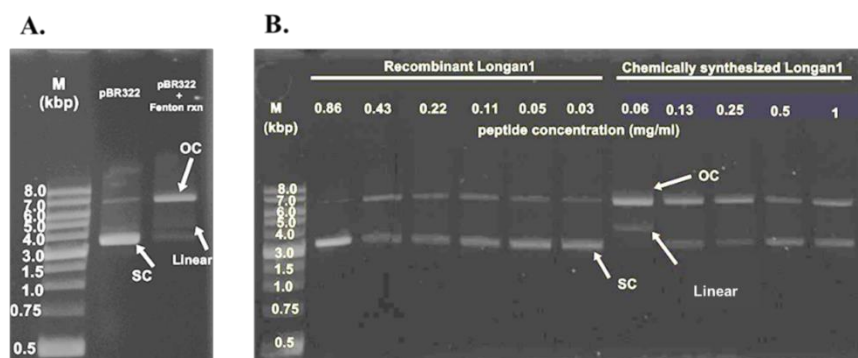 A.
M
(kbp)
pBR322
pBR322
+
Fenton rxn
OC
8.0
7.0
6.0
5.0
4.0
3.0
1.5
1.0
0.75
0.5
Linear
SC
B.
Recombinant Longan1
Chemically synthesized Longan1
M
(kbp)
0.86 0.43 0.22 0.11 0.05 0.03 0.06 0.13 0.25 0.5 1
peptide concentration (mg/ml)
OC
8.0
7.0
6.0
5.0
4.0
3.0
1.5
1.0
0.75
0.5
SC
Linear